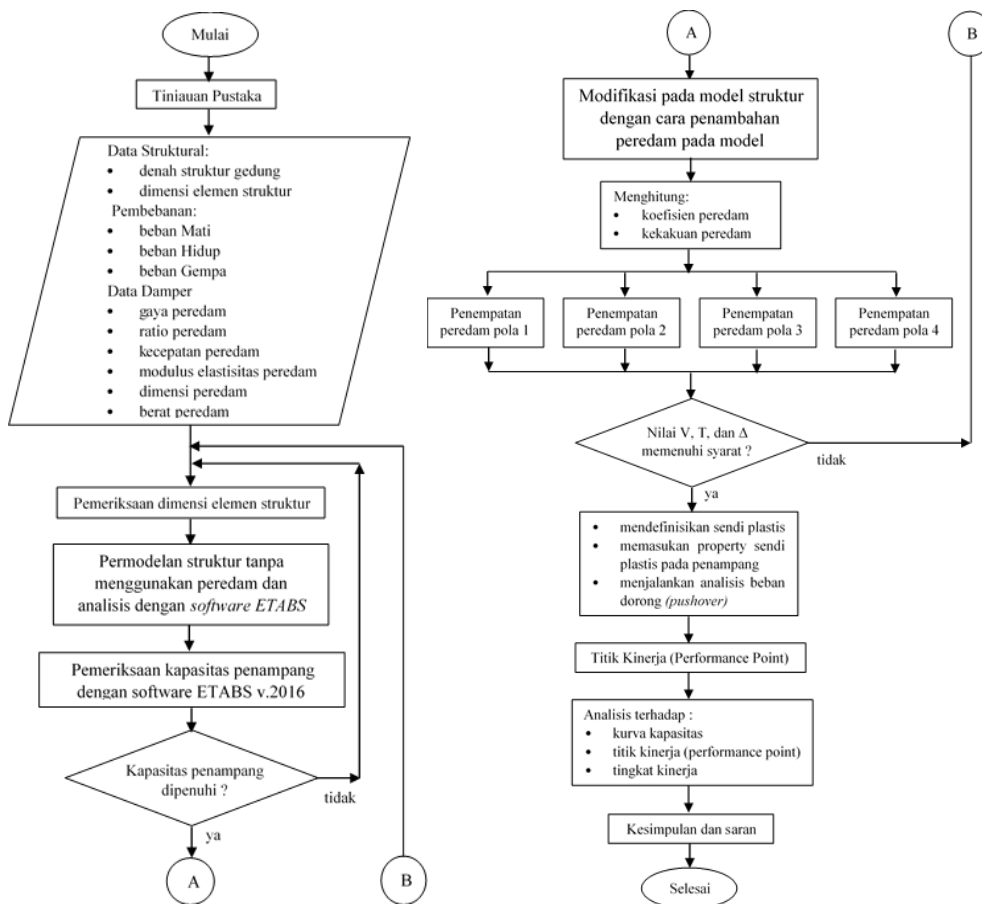 Mulai
Tiniauan Pustaka
Data Struktural:
• denah struktur gedung
• dimensi elemen struktur
Pembebanan:
• beban Mati
• beban Hidup
• beban Gempa
Data Damper
• gaya peredam
• ratio peredam
• kecepatan peredam
• modulus elastisitas peredam
• dimensi peredam
• berat peredam
Pemeriksaan dimensi elemen struktur
Permodelan struktur tanpa
menggunakan peredam dan
analisis dengan software ETABS
Pemeriksaan kapasitas penampang
dengan software ETABS v.2016
Kapasitas penampang
dipenuhi ?
tidak
ya
A
B
A
B
Modifikasi pada model struktur
dengan cara penambahan
peredam pada model
Menghitung:
• koefisien peredam
• kekakuan peredam
Penempatan
peredam pola 1
Penempatan
peredam pola 2
Penempatan
peredam pola 3
Penempatan
peredam pola 4
Nilai V, T, dan Δ
memenuhi syarat ?
tidak
ya
• mendefinisikan sendi plastis
• memasukan property sendi
plastis pada penampang
• menjalankan analisis beban
dorong (pushover)
Titik Kinerja (Performance Point)
Analisis terhadap :
• kurva kapasitas
• titik kinerja (performance point)
• tingkat kinerja
Kesimpulan dan saran
Selesai